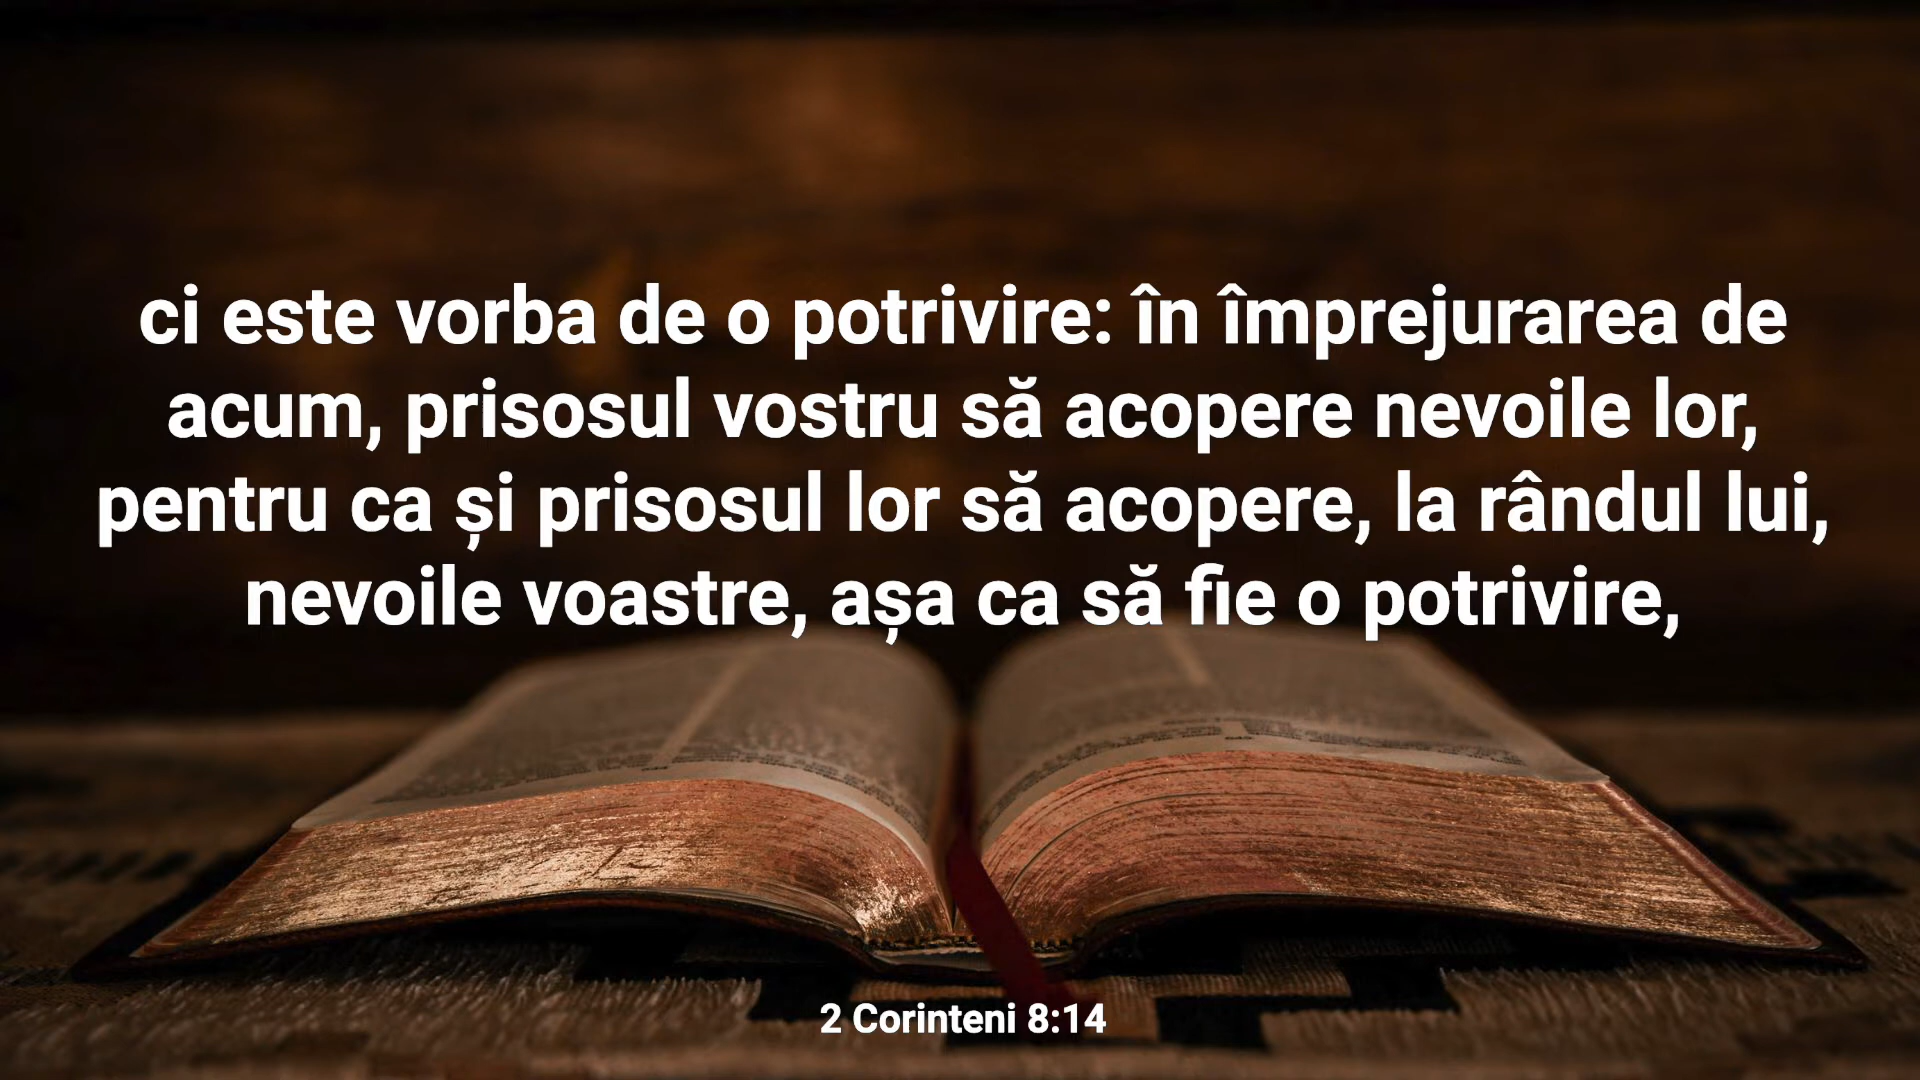 ci este vorba de o potrivire: în împrejurarea de
acum, prisosul vostru să acopere nevoile lor,
pentru ca și prisosul lor să acopere, la rândul lui,
nevoile voastre, așa ca să fie o potrivire,
2 Corinteni 8:14